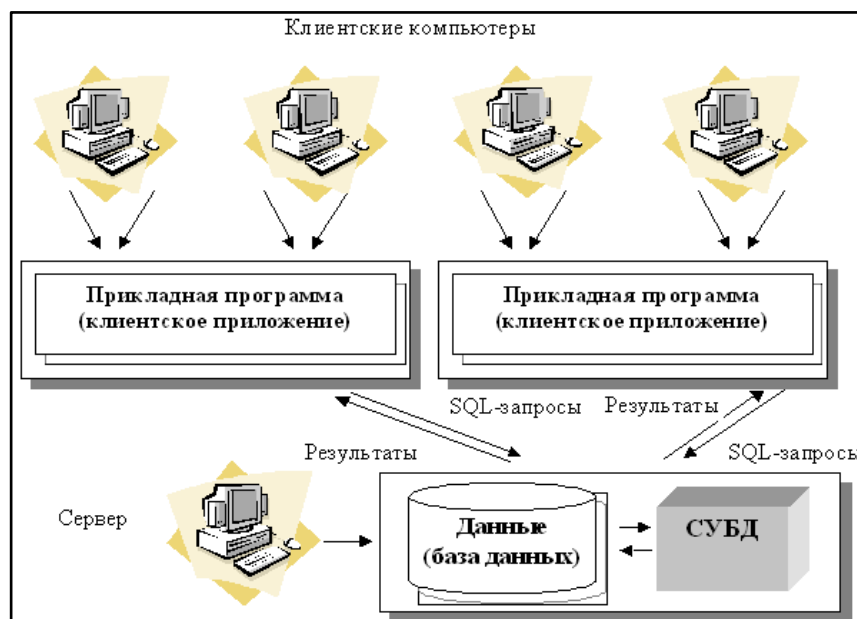 Клиентские компьютеры
Прикладная программа
(клиентское приложение)
Прикладная программа
(клиентское приложение)
SQL-запросы
Результаты
Результаты
SQL-запросы
Сервер
Данные
(база данных)
СУБД